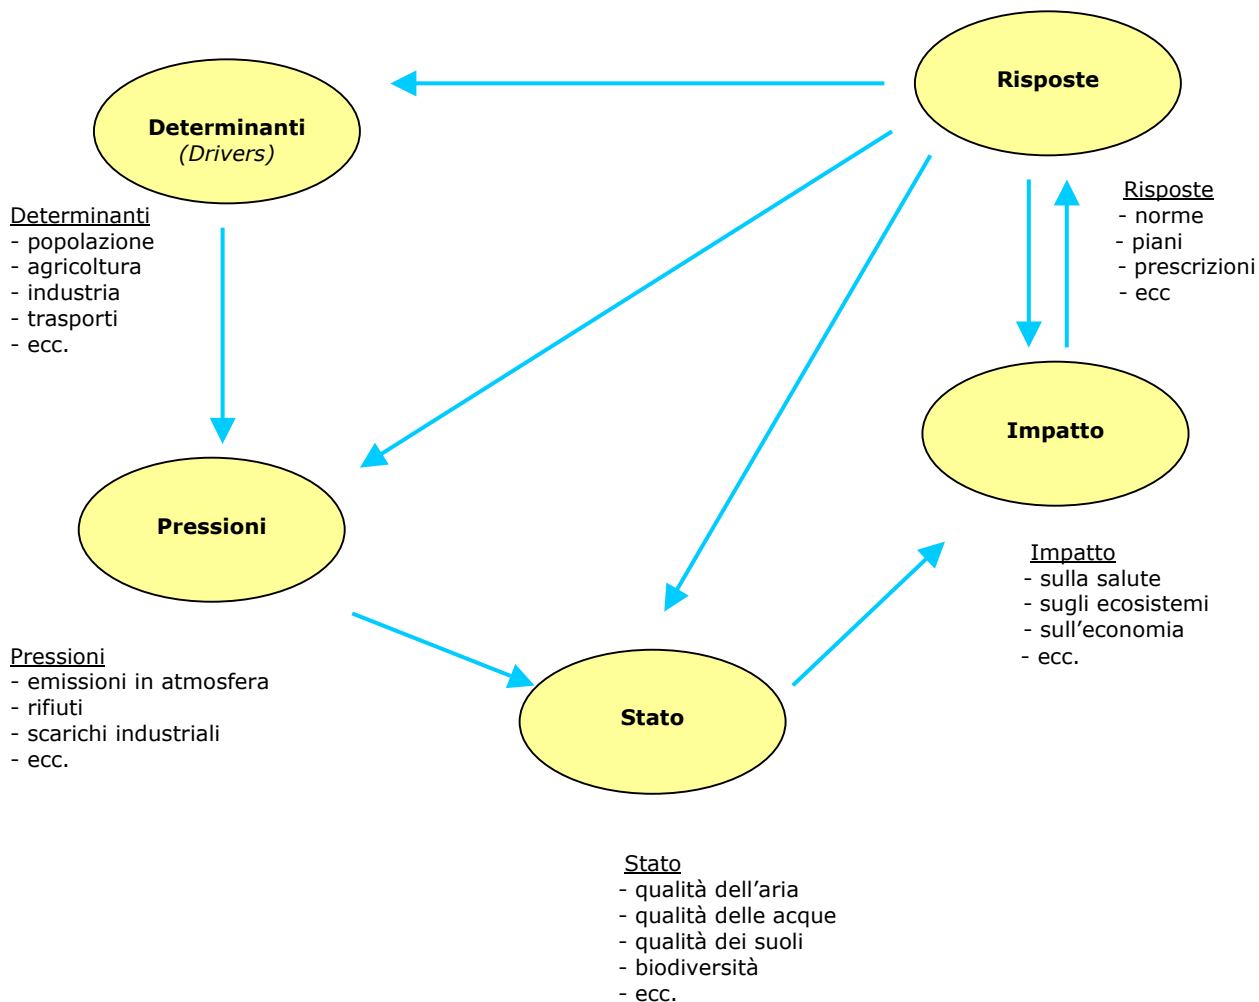 Risposte
Determinanti
(Drivers)
Determinanti
- popolazione
- agricoltura
- industria
- trasporti
- ecc.
Risposte
- norme
- piani
- prescrizioni
- ecc
Impatto
Pressioni
Impatto
- sulla salute
- sugli ecosistemi
- sull’economia
- ecc.
Pressioni
- emissioni in atmosfera
- rifiuti
- scarichi industriali
- ecc.
Stato
Stato
- qualità dell’aria
- qualità delle acque
- qualità dei suoli
- biodiversità
- ecc.